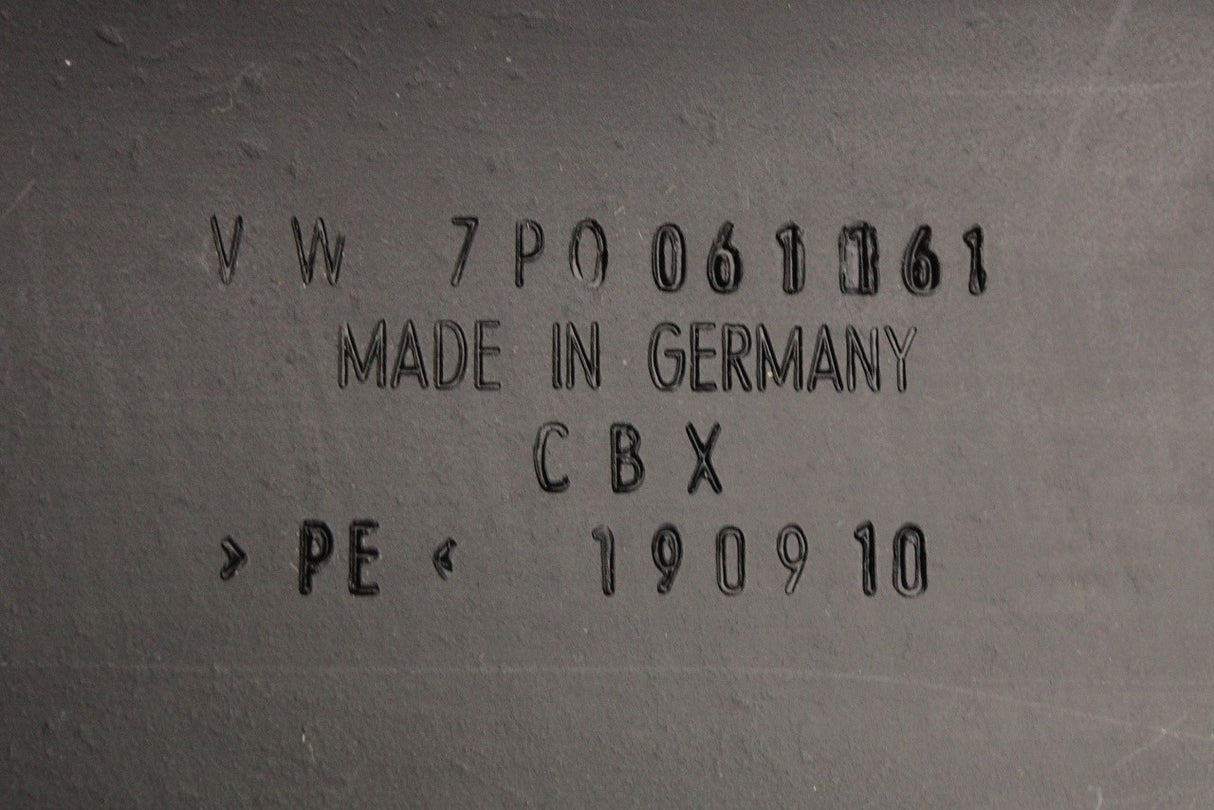 VW 7P0 061 161
MADE IN GERMANY
CBX
>PE< 190910